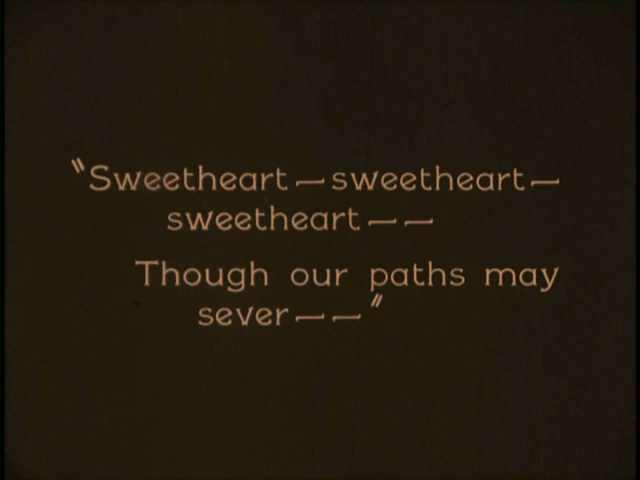 "Sweetheart—sweetheart—
sweetheart— —
Though our paths may
sever— —"